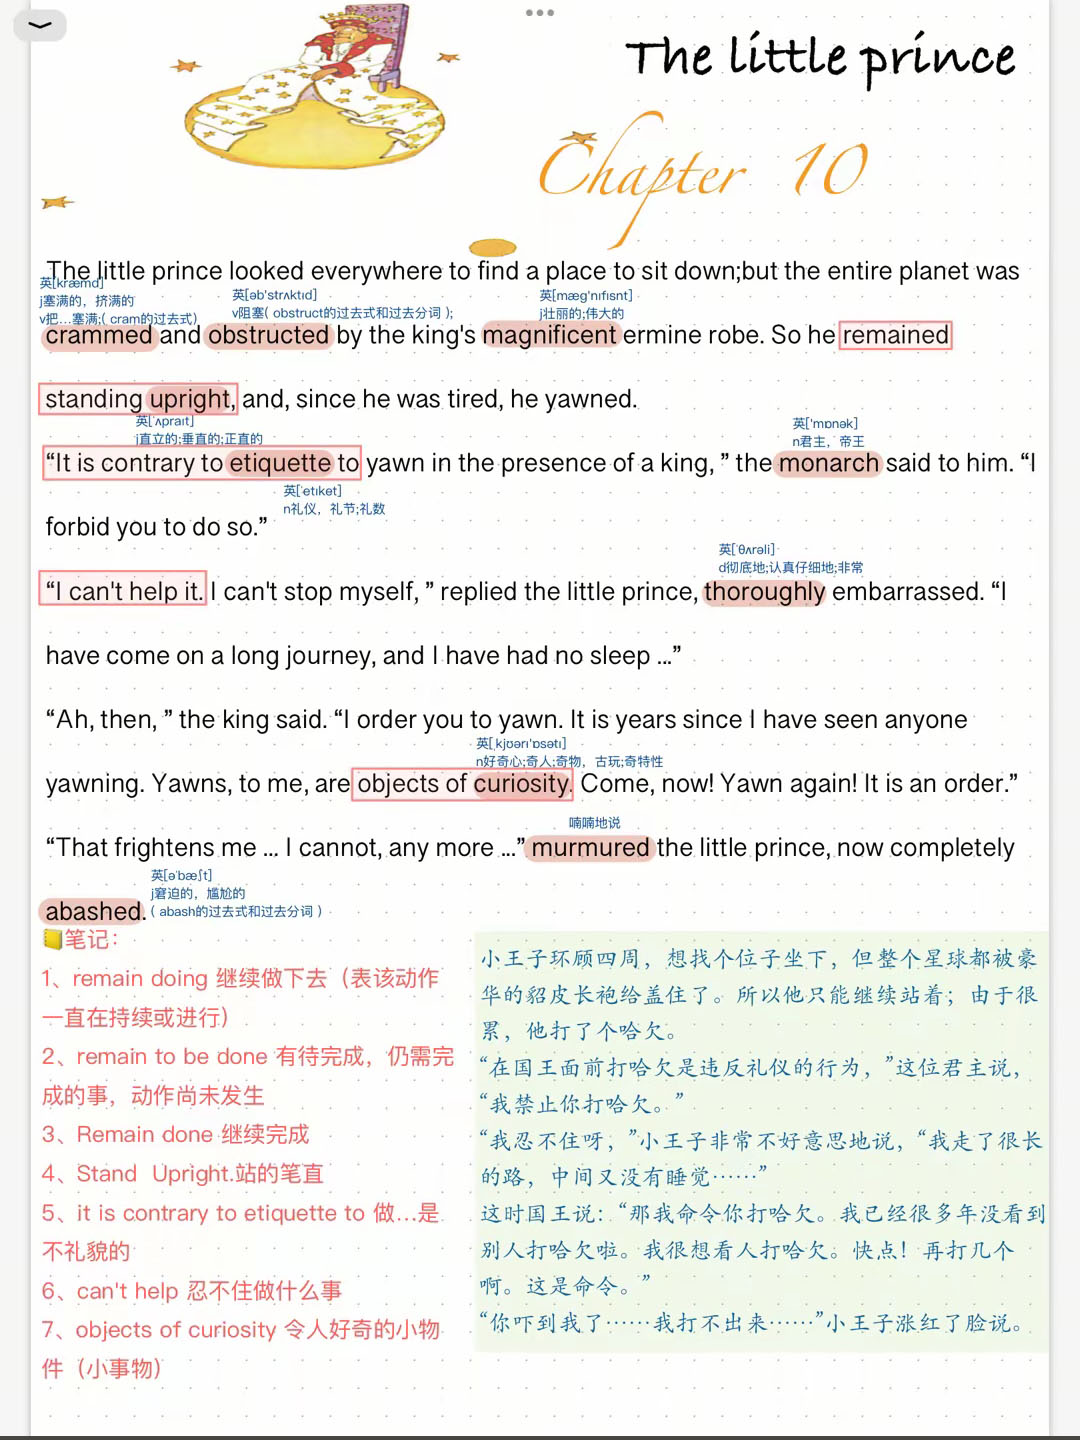 The little prince
Chapter 10
The little prince looked everywhere to find a place to sit down;but the entire planet was
英[kræmd]
j塞满的，挤满的
v把...塞满;( cram的过去式)
英[əb'strʌktɪd]
v阻塞( obstruct的过去式和过去分词 );
英[mæg'nɪfɪsnt]
j壮丽的;伟大的
crammed and obstructed by the king's magnificent ermine robe. So he remained
standing upright, and, since he was tired, he yawned.
英['ʌpraɪt]
j直立的;垂直的;正直的
英['mɒnək]
n君主，帝王
“It is contrary to etiquette to yawn in the presence of a king, ” the monarch said to him. “I
英['etɪket]
n礼仪，礼节;礼数
forbid you to do so.”
英['θʌrəli]
d彻底地;认真仔细地;非常
“I can't help it. I can't stop myself, ” replied the little prince, thoroughly embarrassed. “I
have come on a long journey, and I have had no sleep ...”
“Ah, then, ” the king said. “I order you to yawn. It is years since I have seen anyone
英[ˌkjʊərɪ'ɒsətɪ]
n好奇心;奇人;奇物，古玩;奇特性
yawning. Yawns, to me, are objects of curiosity. Come, now! Yawn again! It is an order.”
喃喃地说
“That frightens me ... I cannot, any more ...” murmured the little prince, now completely
英[ə'bæʃt]
j窘迫的，尴尬的
( abash的过去式和过去分词 )
abashed.
笔记：
1、remain doing 继续做下去（表该动作
一直在持续或进行）
2、remain to be done 有待完成，仍需完
成的事，动作尚未发生
3、Remain done 继续完成
4、Stand Upright.站的笔直
5、it is contrary to etiquette to 做...是
不礼貌的
6、can't help 忍不住做什么事
7、objects of curiosity 令人好奇的小物
件（小事物）
小王子环顾四周，想找个位子坐下，但整个星球都被豪
华的貂皮长袍给盖住了。所以他只能继续站着；由于很
累，他打了个哈欠。
“在国王面前打哈欠是违反礼仪的行为，”这位君主说，
“我禁止你打哈欠。”
“我忍不住呀，”小王子非常不好意思地说，“我走了很长
的路，中间又没有睡觉……”
这时国王说：“那我命令你打哈欠。我已经很多年没看到
别人打哈欠啦。我很想看人打哈欠。快点！再打几个
啊。这是命令。”
“你吓到我了……我打不出来……”小王子涨红了脸说。